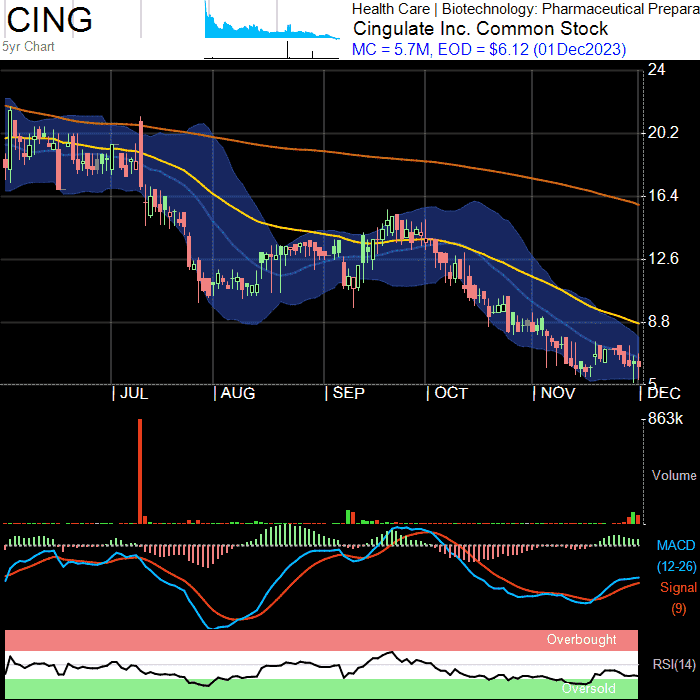 CING
5yr Chart
Health Care | Biotechnology: Pharmaceutical Prepara
Cingulate Inc. Common Stock
MC = 5.7M, EOD = $6.12 (01Dec2023)
24
20.2
16.4
12.6
8.8
5
| JUL | AUG | SEP | OCT | NOV | DEC
863k
Volume
MACD
(12-26)
Signal
(9)
Overbought
RSI(14)
Oversold